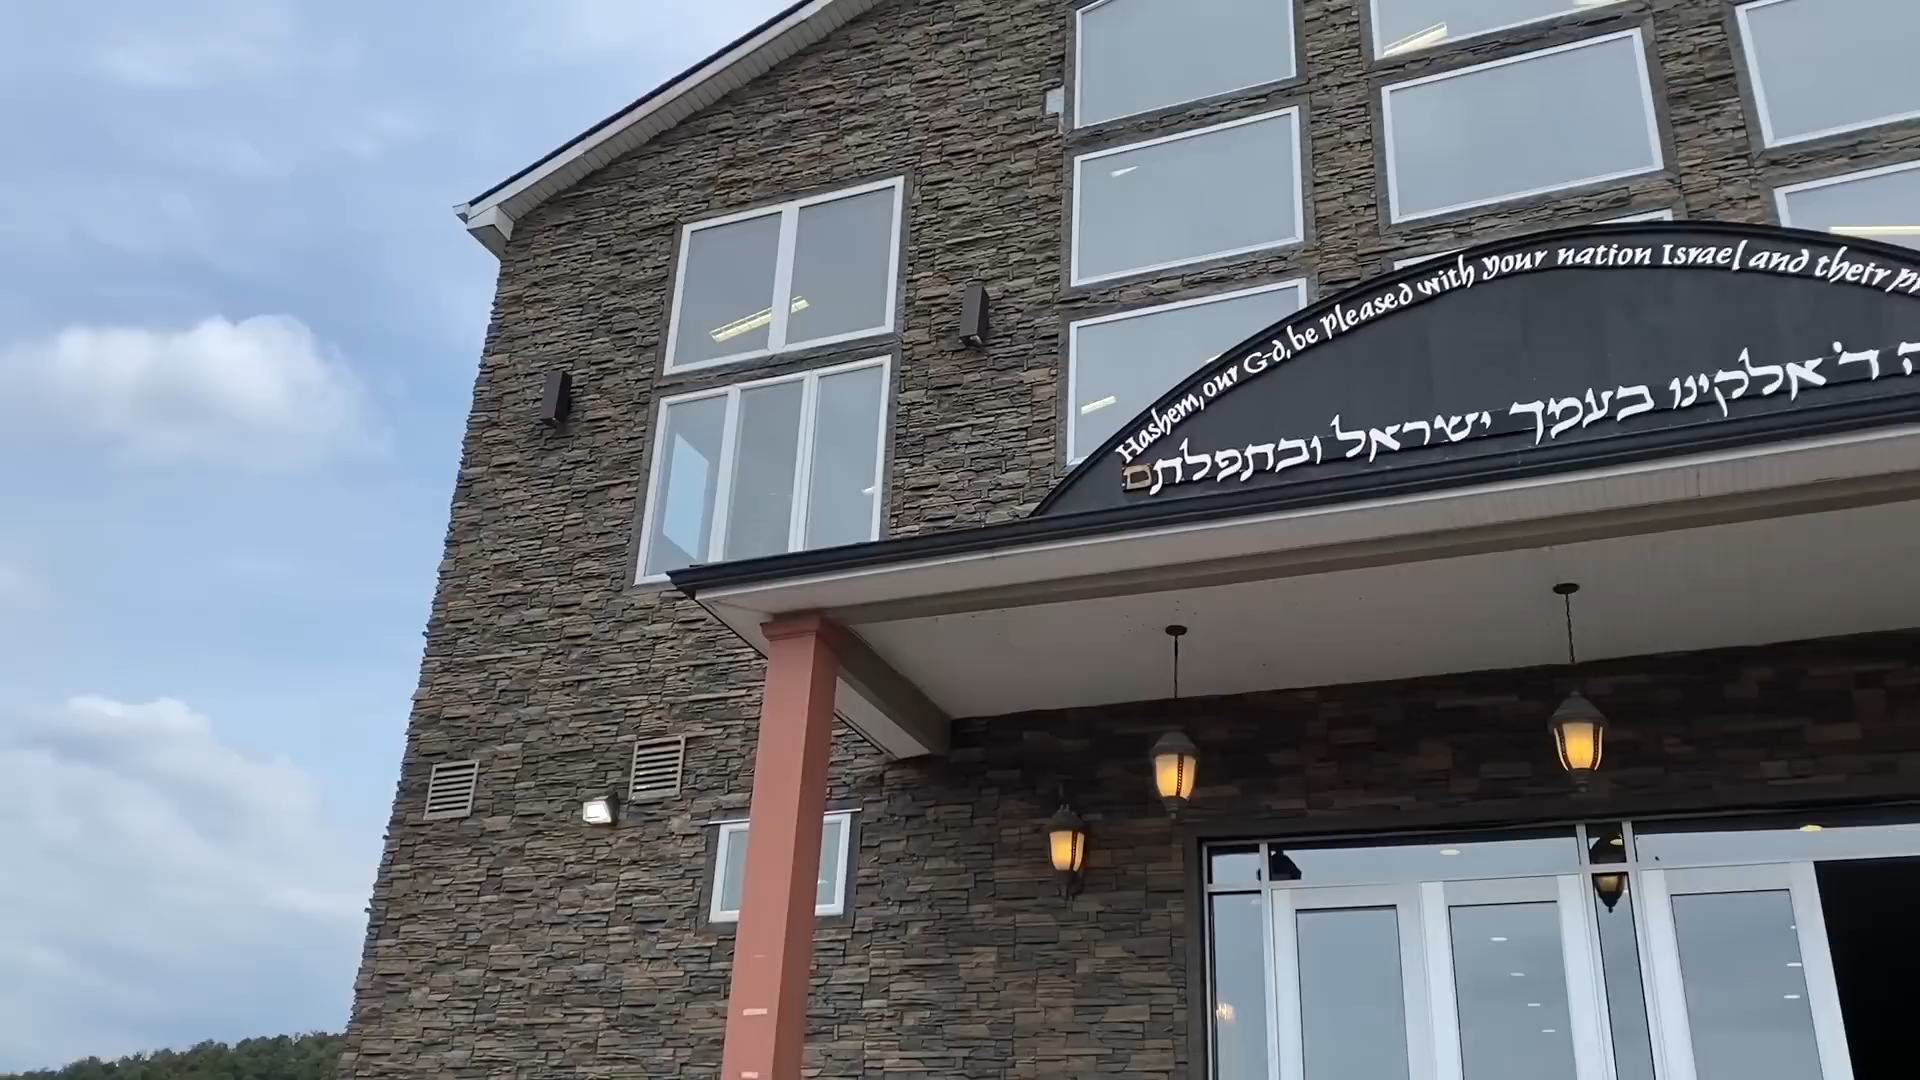 Hashem, our G-d, be pleased with your nation Israel and their
ד' אלקינו בעמך ישראל ובתפלתם